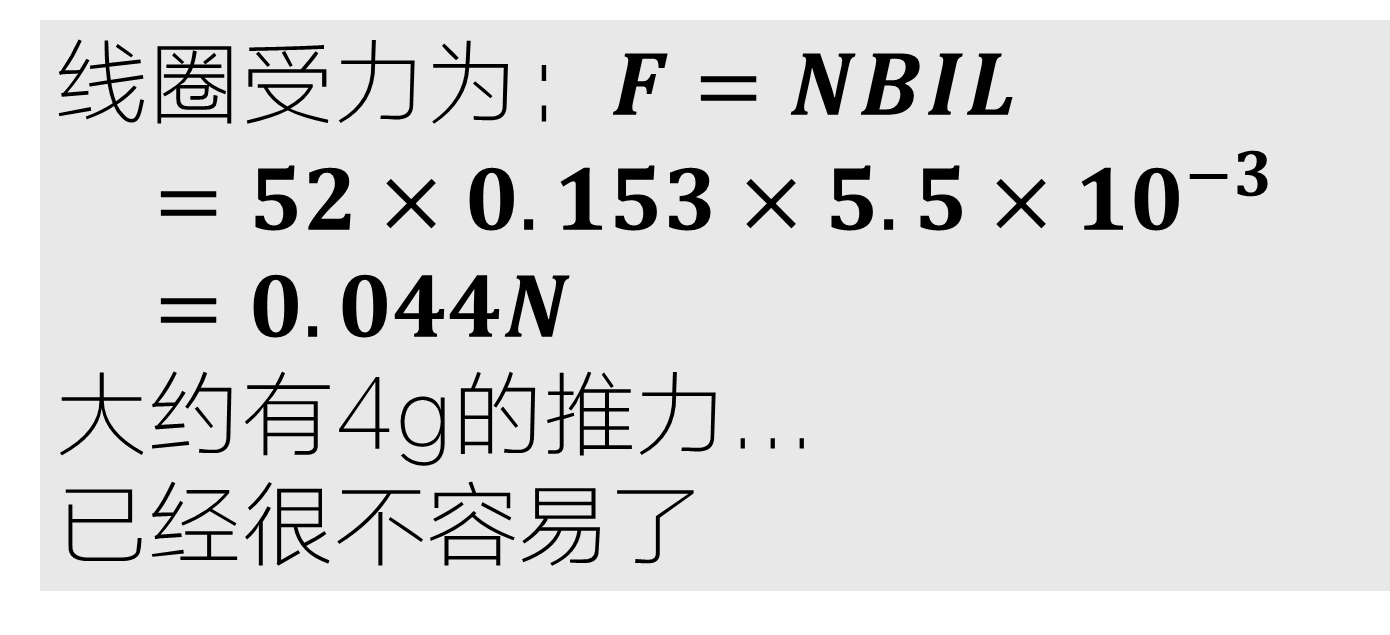 线圈受力为： F = NBIL
= 52 × 0.153 × 5.5 × 10⁻³
= 0.044N
大约有4g的推力…
已经很不容易了